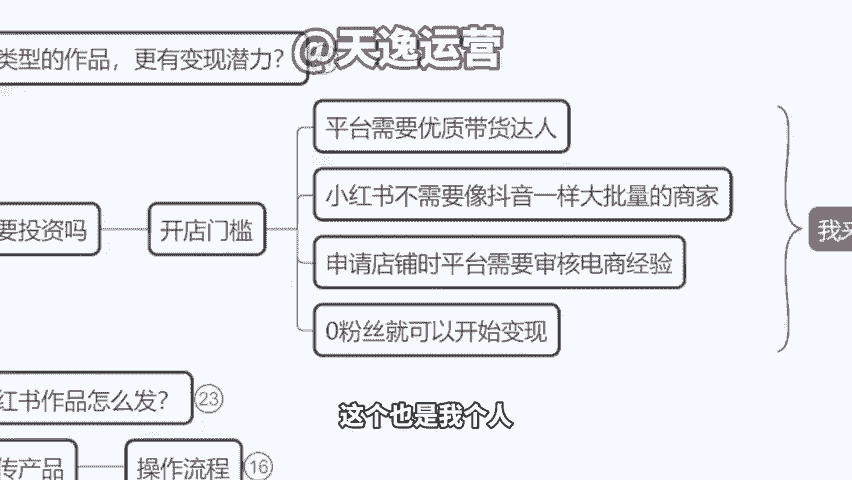 类型的作品，更有变现潜力？
@天逸运营
平台需要优质带货达人
小红书不需要像抖音一样大批量的商家
要投资吗
开店门槛
我来
申请店铺时平台需要审核电商经验
0粉丝就可以开始变现
红书作品怎么发？
23
这个也是我个人
传产品
操作流程
16